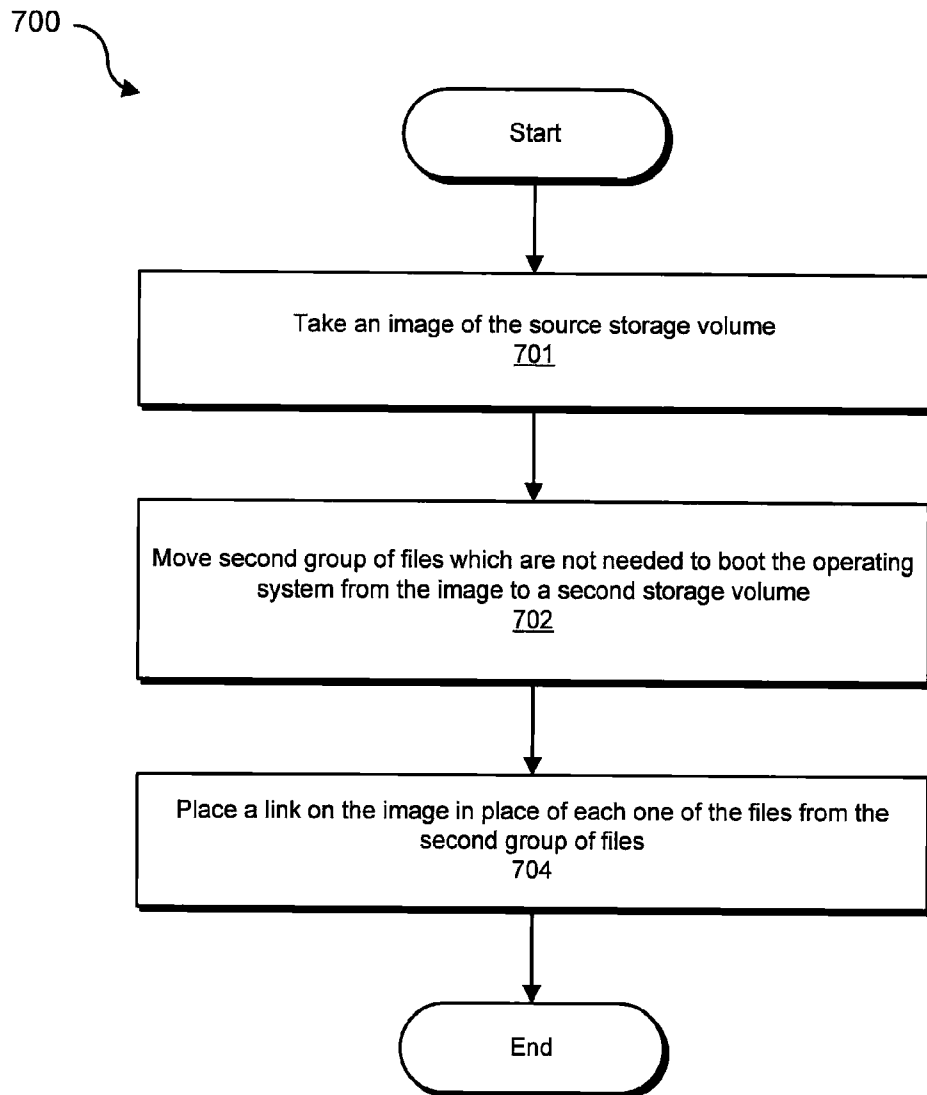 700
Start
Take an image of the source storage volume
701
Move second group of files which are not needed to boot the operating
system from the image to a second storage volume
702
Place a link on the image in place of each one of the files from the
second group of files
704
End